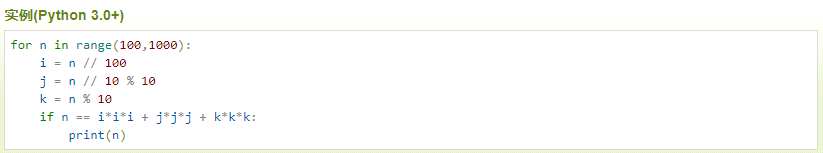 实例(Python 3.0+)
for n in range(100,1000):
    i = n // 100
    j = n // 10 % 10
    k = n % 10
    if n == i*i*i + j*j*j + k*k*k:
        print(n)